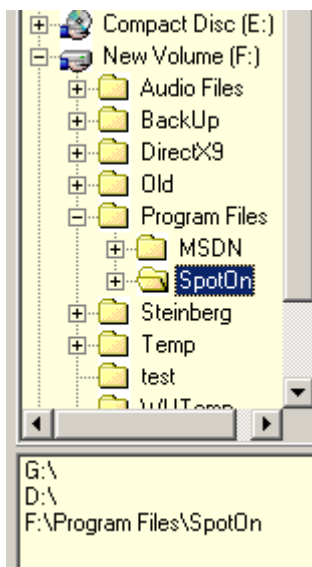 Compact Disc (E:)
New Volume (F:)
Audio Files
BackUp
DirectX9
Old
Program Files
MSDN
SpotOn
Steinberg
Temp
test
WUTemp
G:\
D:\
F:\Program Files\SpotOn